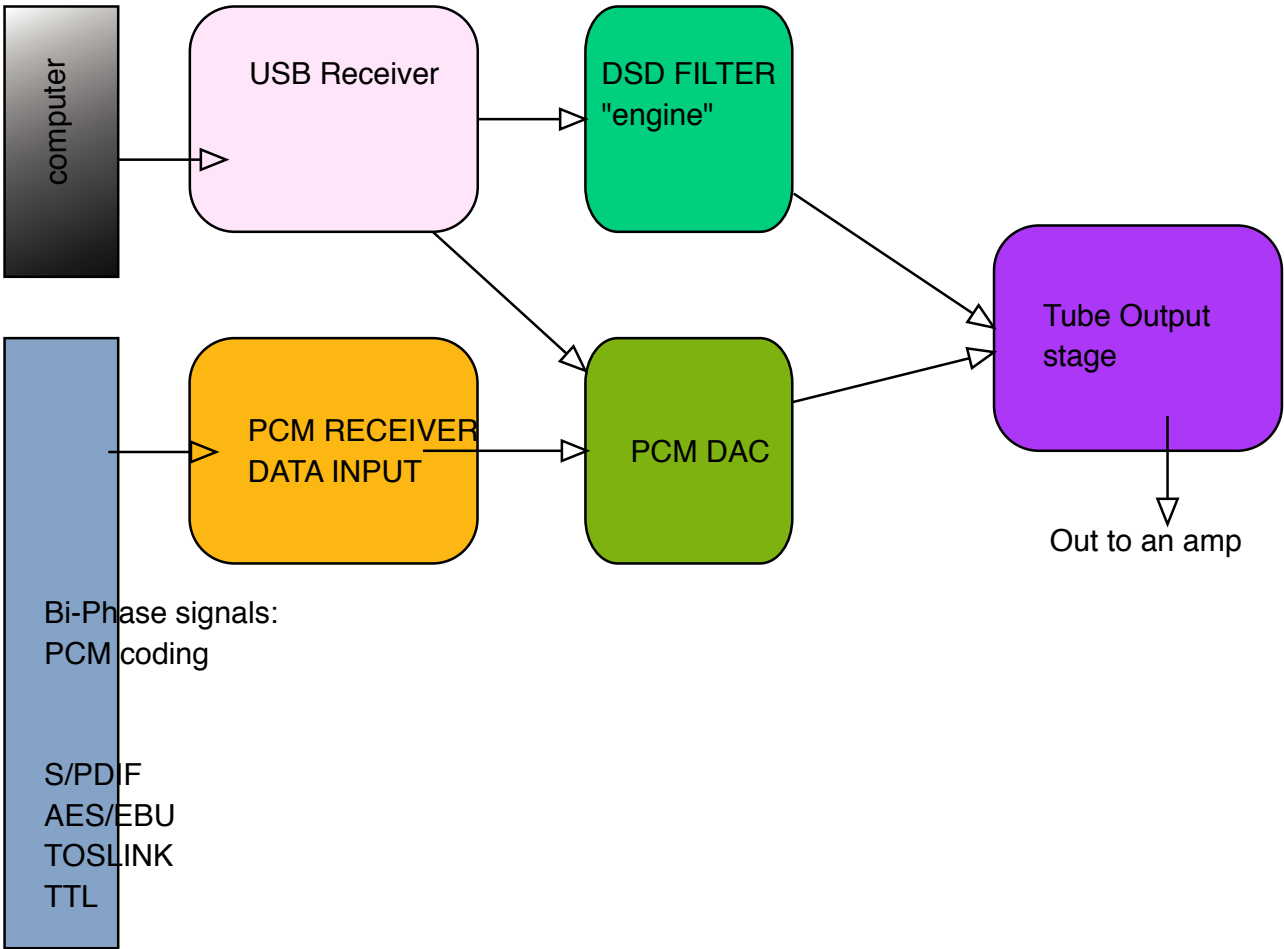 computer
USB Receiver
DSD FILTER
"engine"
Tube Output
stage
PCM RECEIVER
DATA INPUT
PCM DAC
Out to an amp
Bi-Phase signals:
PCM coding
S/PDIF
AES/EBU
TOSLINK
TTL